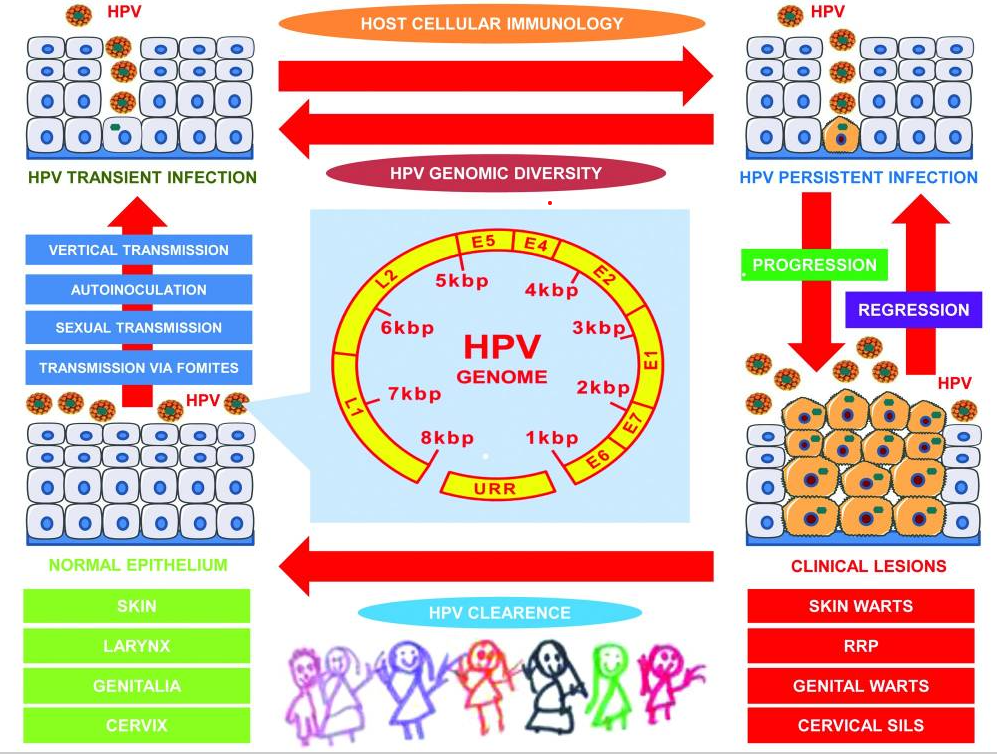 HPV
HOST CELLULAR IMMUNOLOGY
HPV
HPV TRANSIENT INFECTION
HPV GENOMIC DIVERSITY
HPV PERSISTENT INFECTION
VERTICAL TRANSMISSION
AUTOINOCULATION
SEXUAL TRANSMISSION
TRANSMISSION VIA FOMITES
HPV
E5
E4
E2
L2
E1
L1
E7
E6
URR
5kbp
4kbp
6kbp
3kbp
7kbp
2kbp
8kbp
1kbp
HPV
GENOME
PROGRESSION
REGRESSION
HPV
NORMAL EPITHELIUM
SKIN
LARYNX
GENITALIA
CERVIX
HPV CLEARENCE
CLINICAL LESIONS
SKIN WARTS
RRP
GENITAL WARTS
CERVICAL SILS